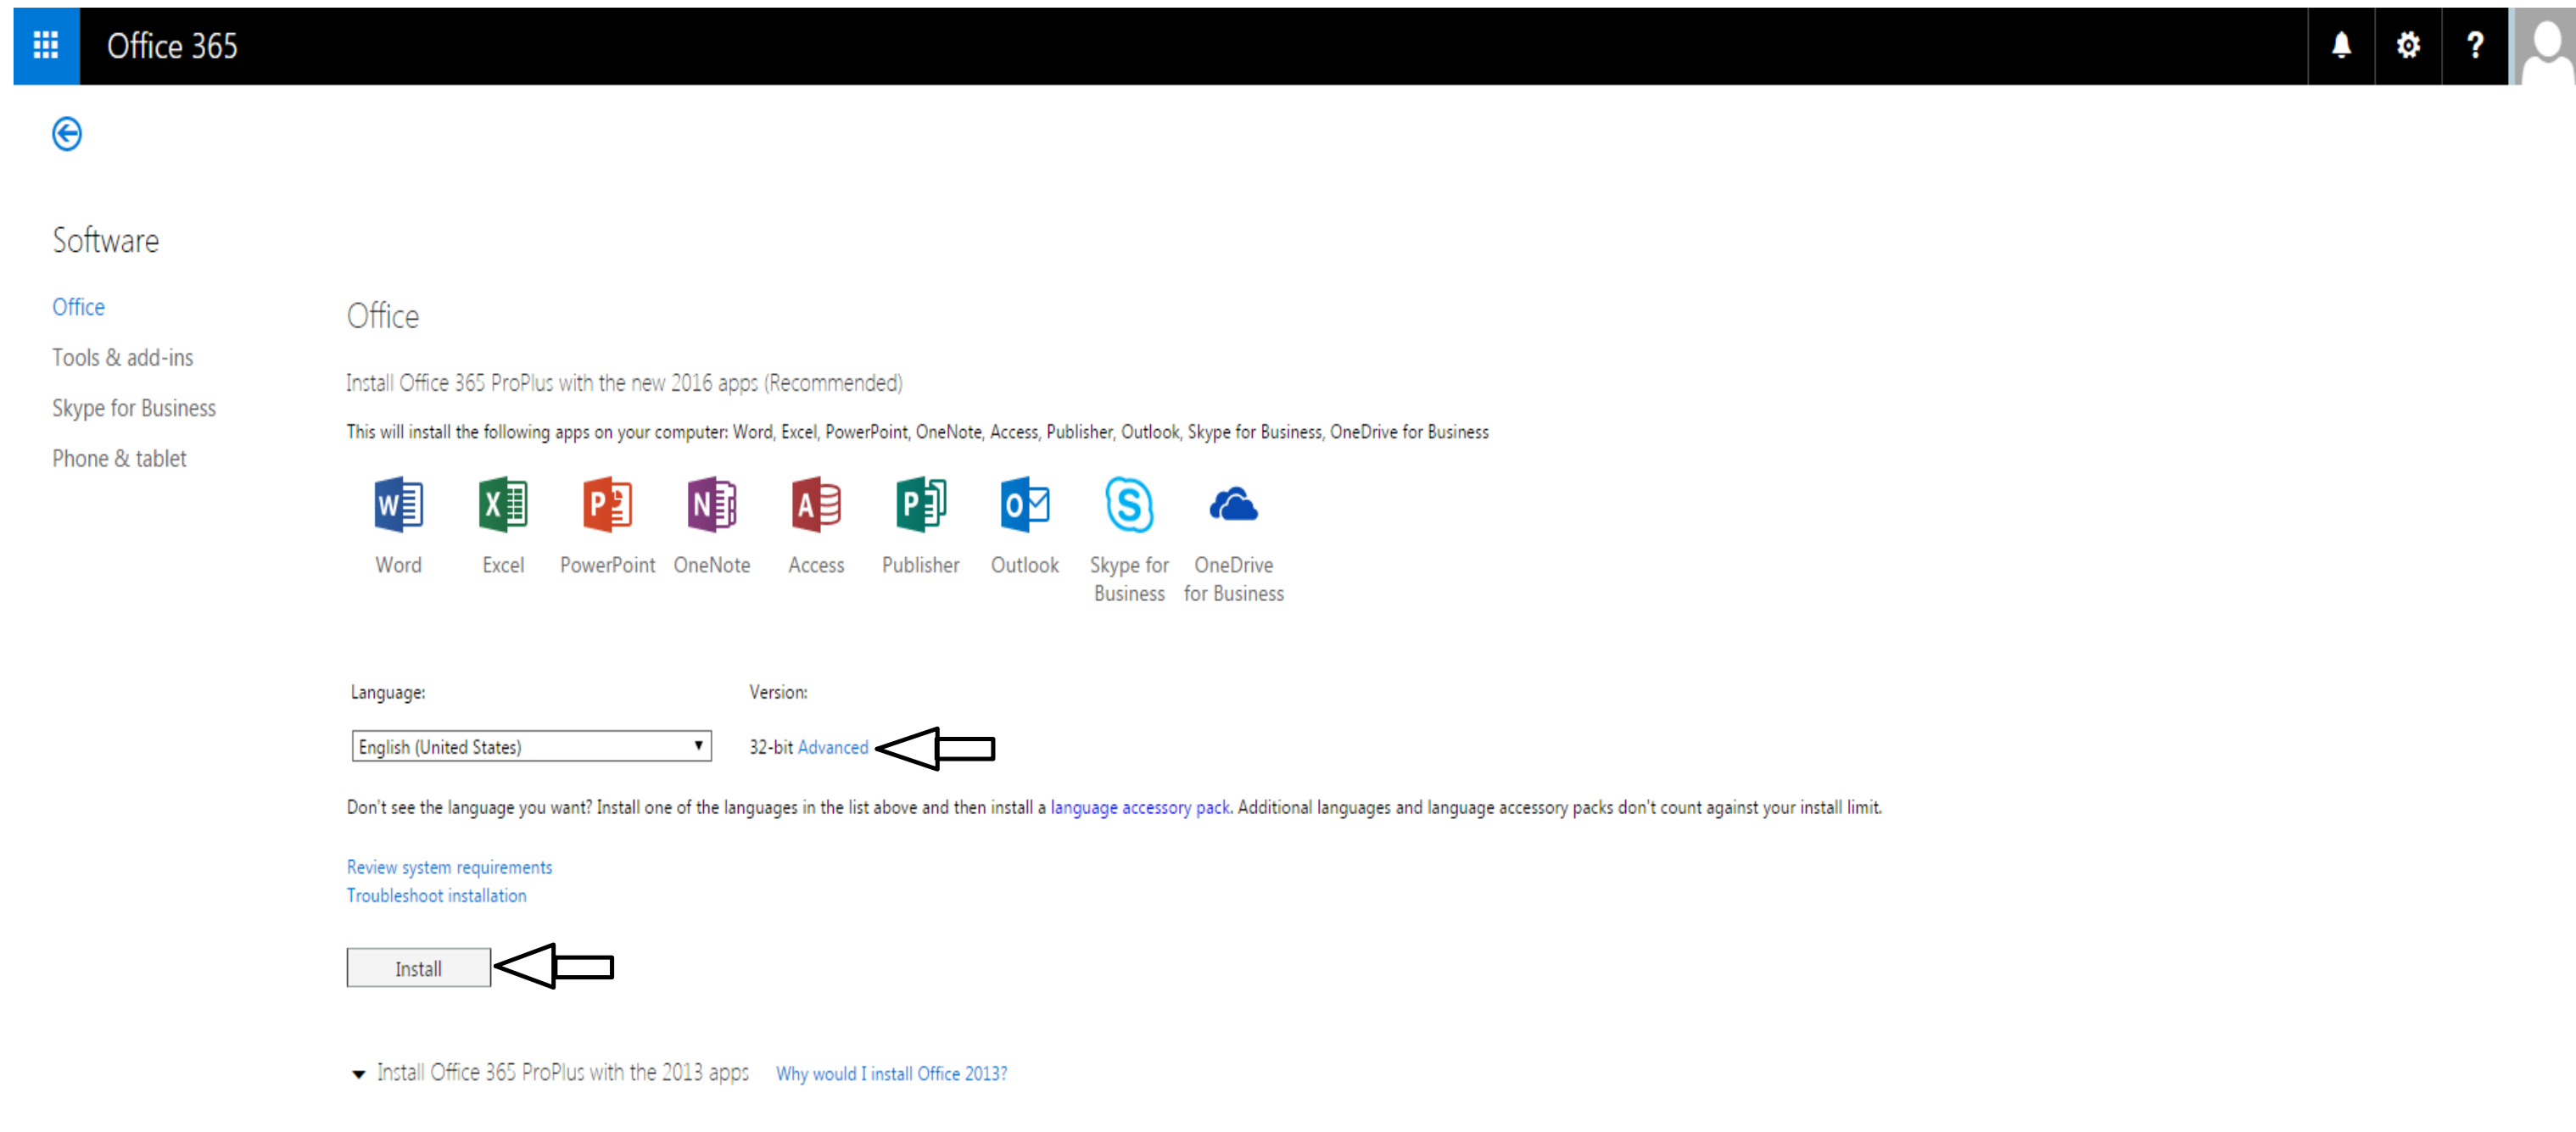 Office 365
?
Software
Office
Tools & add-ins
Skype for Business
Phone & tablet
Office
Install Office 365 ProPlus with the new 2016 apps (Recommended)
This will install the following apps on your computer: Word, Excel, PowerPoint, OneNote, Access, Publisher, Outlook, Skype for Business, OneDrive for Business
W X P N A P O S
Word Excel PowerPoint OneNote Access Publisher Outlook Skype for OneDrive
Business for Business
Language: Version:
English (United States) 32-bit Advanced
Don't see the language you want? Install one of the languages in the list above and then install a language accessory pack. Additional languages and language accessory packs don't count against your install limit.
Review system requirements
Troubleshoot installation
Install
Install Office 365 ProPlus with the 2013 apps Why would I install Office 2013?